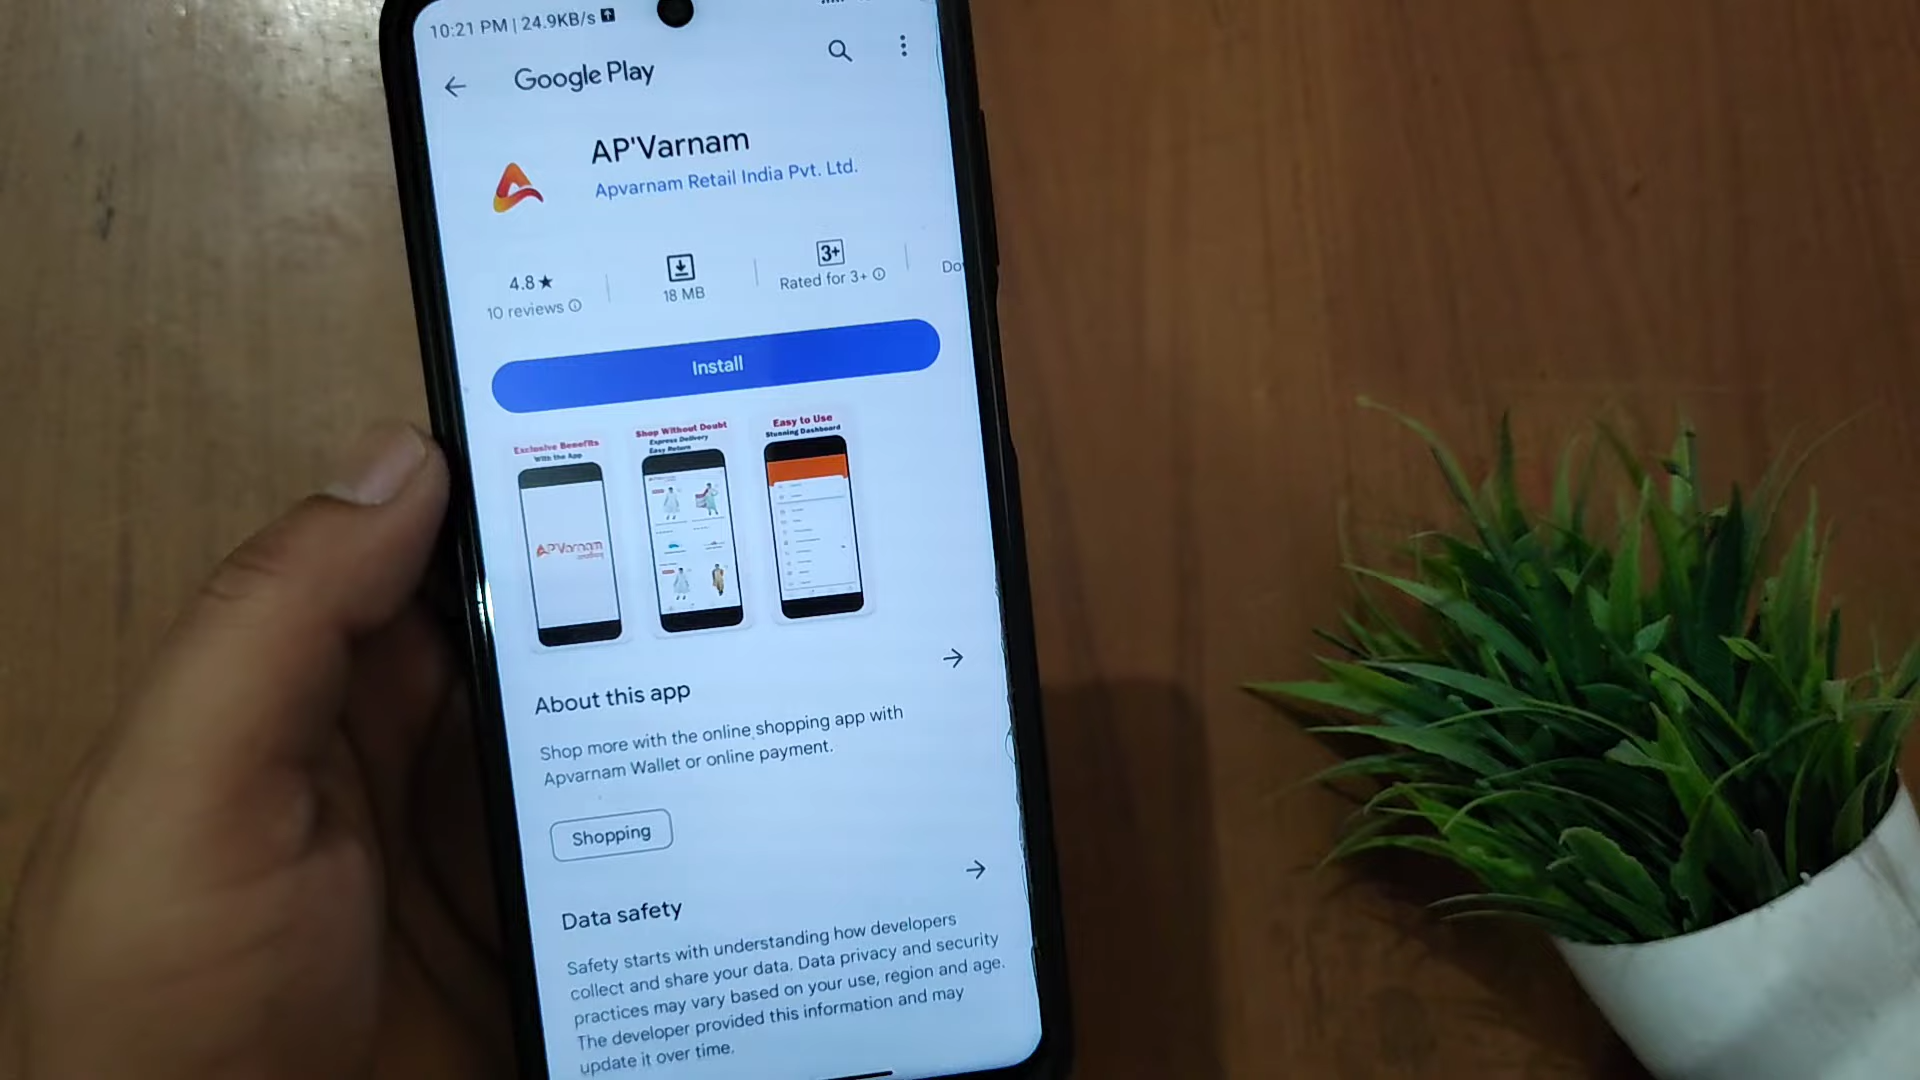 10:21 PM | 24.9KB/s
Google Play
AP'Varnam
Apvarnam Retail India Pvt. Ltd.
4.8★
10 reviews
18 MB
3+
Rated for 3+
Install
Exclusive Benefits
With the App
Shop Without Doubt
Express Delivery
Easy Return
Easy to Use
Stunning Dashboard
AP'Varnam
About this app
Shop more with the online shopping app with
Apvarnam Wallet or online payment.
Shopping
Data safety
Safety starts with understanding how developers
collect and share your data. Data privacy and security
practices may vary based on your use, region and age.
The developer provided this information and may
update it over time.